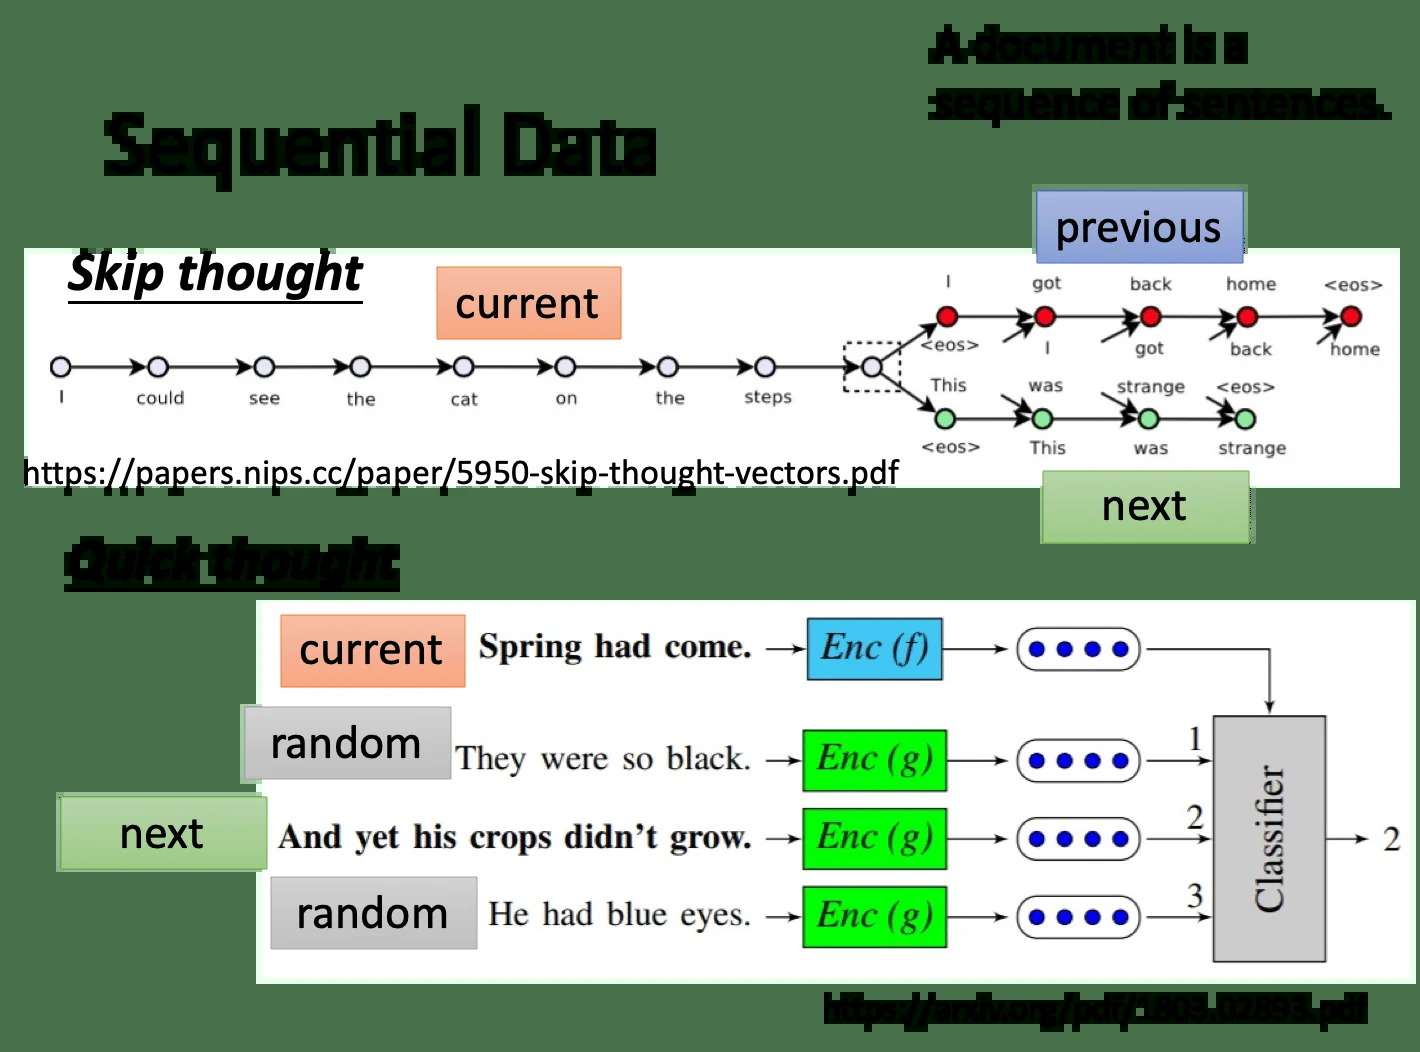 A document is a
sequence of sentences.
Sequential Data
previous
Skip thought
current
I got back home <eos>
<eos> I got back home
I could see the cat on the steps
This was strange <eos>
<eos> This was strange
https://papers.nips.cc/paper/5950-skip-thought-vectors.pdf
next
Quick thought
current Spring had come. Enc (f)
random They were so black. Enc (g) 1
next And yet his crops didn't grow. Enc (g) 2
random He had blue eyes. Enc (g) 3
Classifier
2
https://arxiv.org/pdf/1803.02893.pdf